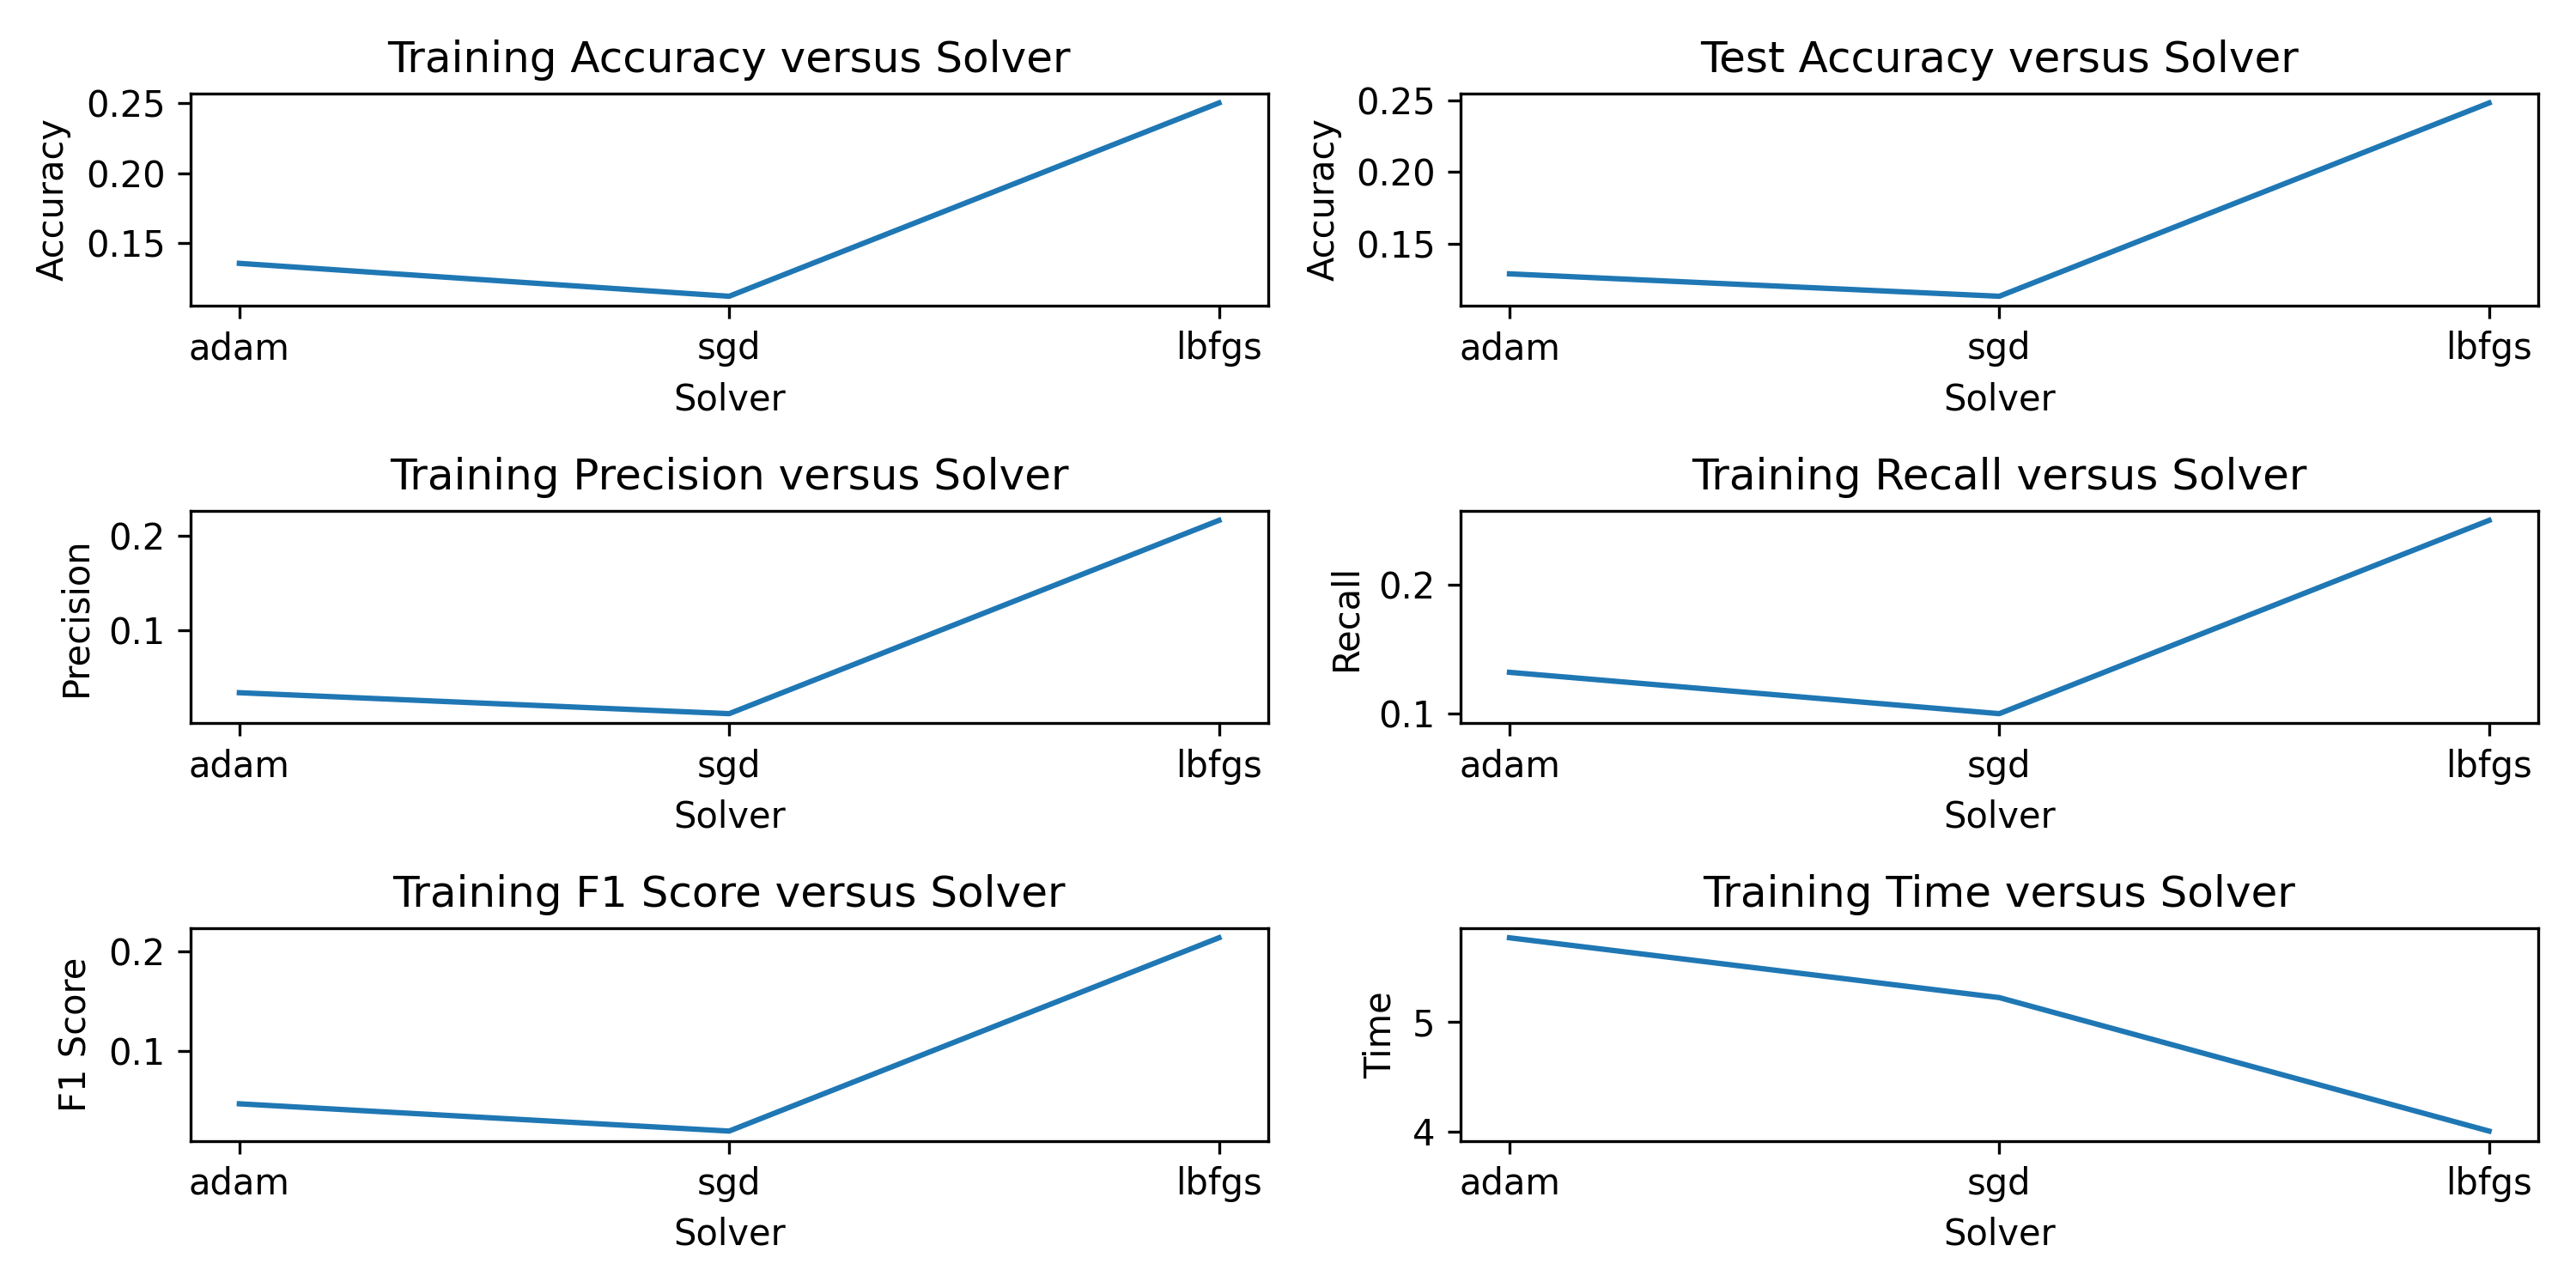 Training Accuracy versus Solver
Accuracy
0.25
0.20
0.15
adam sgd lbfgs
Solver
Test Accuracy versus Solver
Accuracy
0.25
0.20
0.15
adam sgd lbfgs
Solver
Training Precision versus Solver
Precision
0.2
0.1
adam sgd lbfgs
Solver
Training Recall versus Solver
Recall
0.2
0.1
adam sgd lbfgs
Solver
Training F1 Score versus Solver
F1 Score
0.2
0.1
adam sgd lbfgs
Solver
Training Time versus Solver
Time
5
4
adam sgd lbfgs
Solver